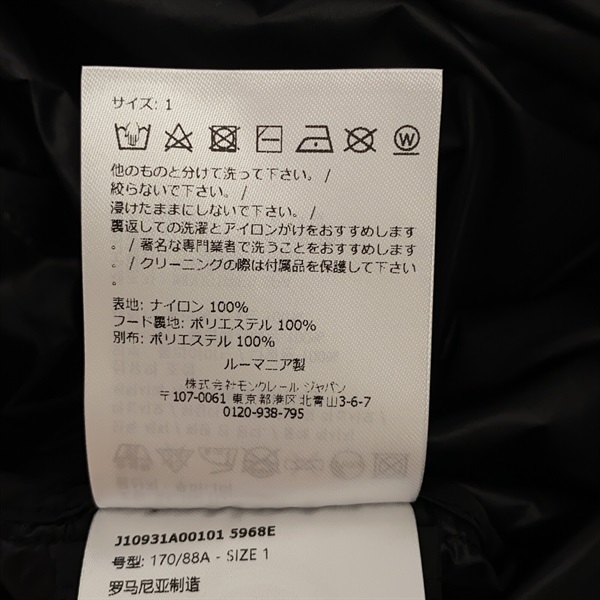 サイズ: 1
W
他のものと分けて洗って下さい。/
絞らないで下さい。/
浸けたままにしないで下さい。/
裏返しての洗濯とアイロンがけをおすすめします
。/ 著名な専門業者で洗うことをおすすめします
。/ クリーニングの際は付属品を保護して下さい
。
表地: ナイロン 100%
フード裏地: ポリエステル 100%
別布: ポリエステル 100%
ルーマニア製
株式会社モンクレール ジャパン
〒107-0061 東京都港区北青山3-6-7
0120-938-795
J10931A00101 5968E
号型: 170/88A - SIZE 1
罗马尼亚制造